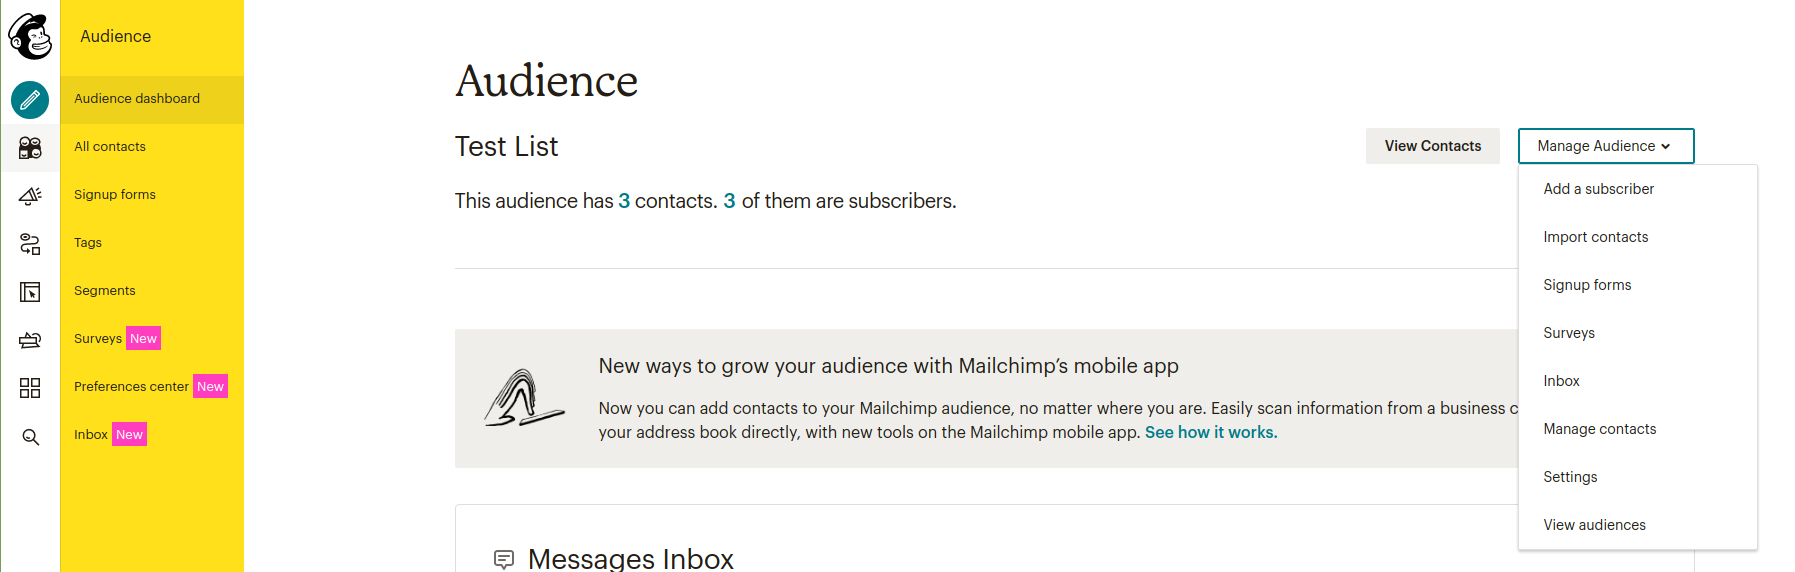 Audience
Audience dashboard
All contacts
Signup forms
Tags
Segments
Surveys New
Preferences center New
Inbox New
Audience
Test List
View Contacts
Manage Audience
This audience has 3 contacts. 3 of them are subscribers.
Add a subscriber
Import contacts
Signup forms
Surveys
Inbox
Manage contacts
Settings
View audiences
New ways to grow your audience with Mailchimp’s mobile app
Now you can add contacts to your Mailchimp audience, no matter where you are. Easily scan information from a business
your address book directly, with new tools on the Mailchimp mobile app. See how it works.
Messages Inbox